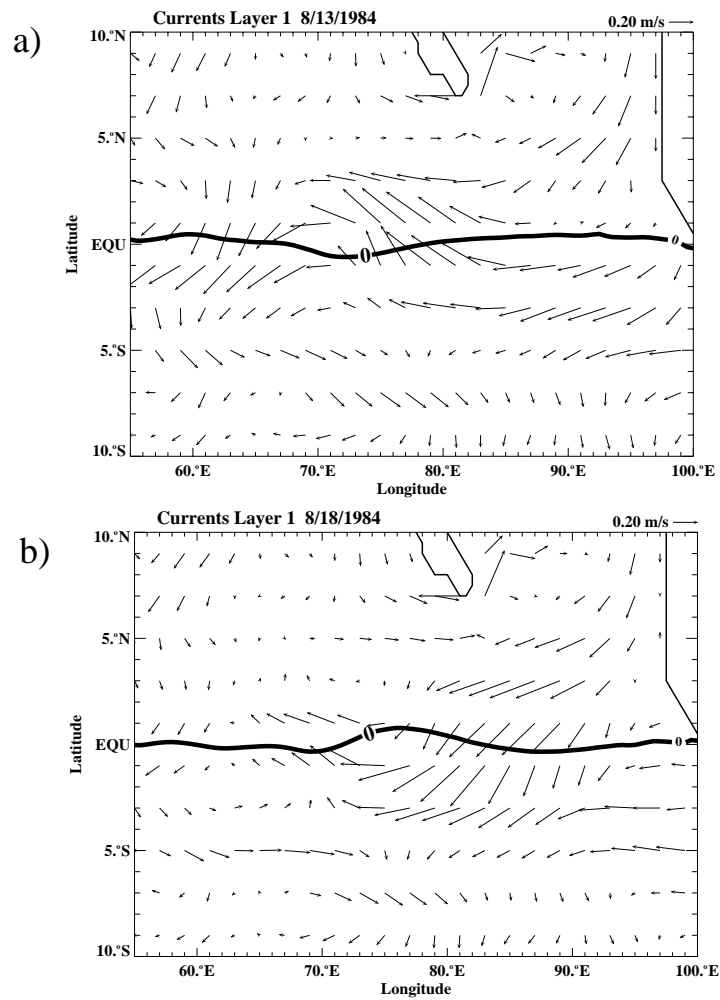 a)
Currents Layer 1 8/13/1984
0.20 m/s
10.°N
5.°N
EQU
5.°S
10.°S
Latitude
0
0
60.°E 70.°E 80.°E 90.°E 100.°E
Longitude
b)
Currents Layer 1 8/18/1984
0.20 m/s
10.°N
5.°N
EQU
5.°S
10.°S
Latitude
0
0
60.°E 70.°E 80.°E 90.°E 100.°E
Longitude